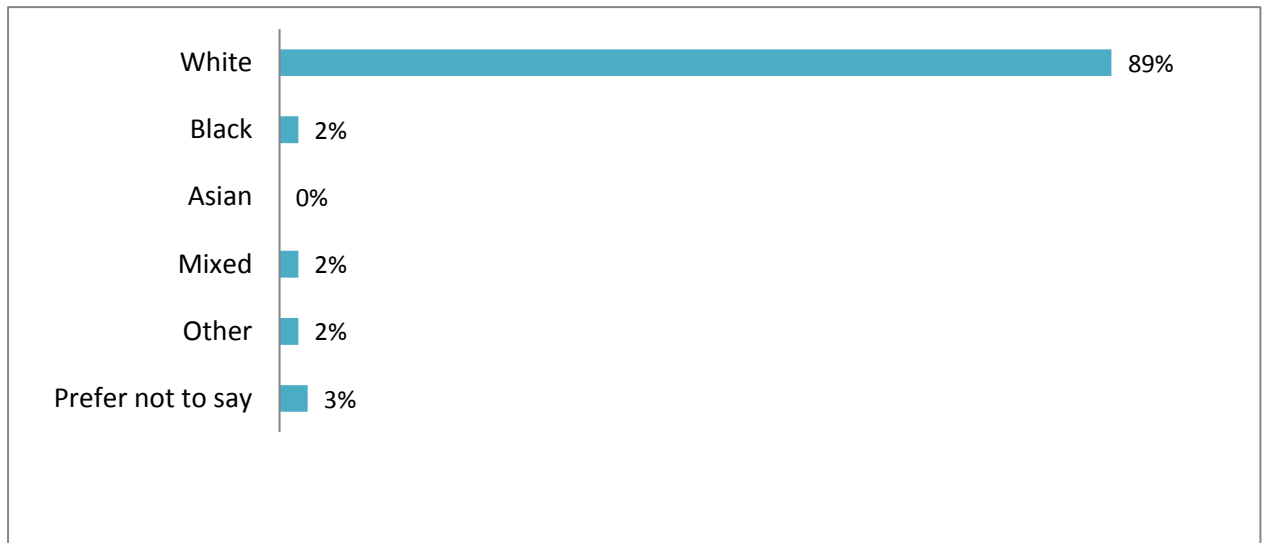 White 89%
Black 2%
Asian 0%
Mixed 2%
Other 2%
Prefer not to say 3%